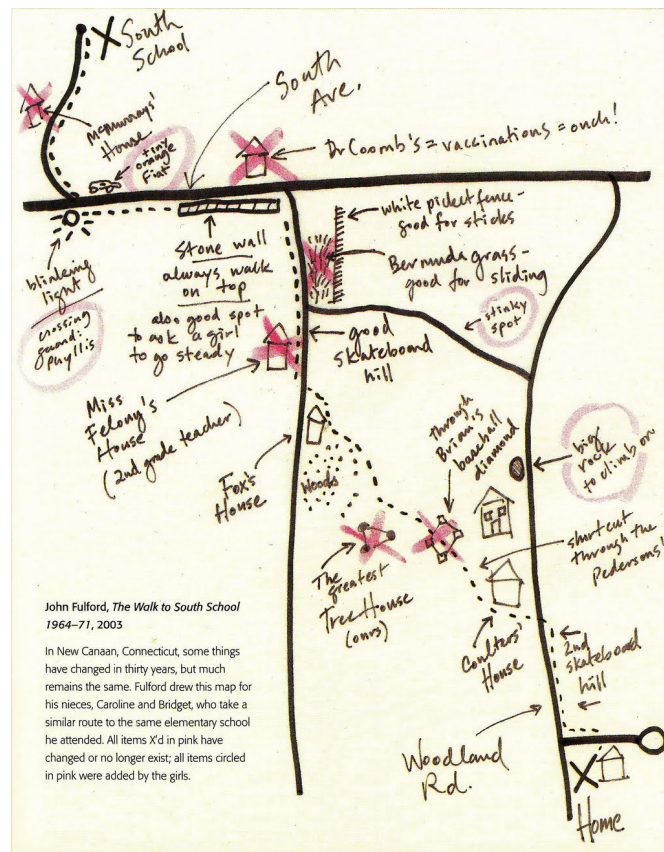 South
School
South
Ave.
McMurrays'
House
tiny
orange
Fiat
Dr Coomb's = vaccinations = ouch!
white picket fence -
good for sticks
Bermuda grass -
good for sliding
stinky
spot
blinking
light
crossing
guard:
Phyllis
Stone wall
always walk
on top
also good spot
to ask a girl
to go steady
good
skateboard
hill
Miss
Felony's
House
(2nd grade teacher)
Fox's
House
Woods
Through
Brian's
baseball
diamond
big
rock
to climb on
The
greatest
Tree House
(ours)
shortcut
through the
Pedersons'
Coulters'
House
2nd
skateboard
hill
Woodland
Rd.
Home
John Fulford, The Walk to South School
1964–71, 2003
In New Canaan, Connecticut, some things
have changed in thirty years, but much
remains the same. Fulford drew this map for
his nieces, Caroline and Bridget, who take a
similar route to the same elementary school
he attended. All items X'd in pink have
changed or no longer exist; all items circled
in pink were added by the girls.